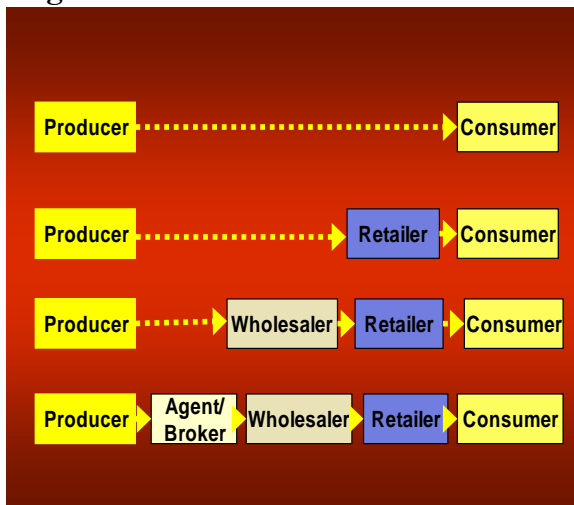 Producer Consumer
Producer Retailer Consumer
Producer Wholesaler Retailer Consumer
Producer Agent/ Wholesaler Retailer Consumer
Broker